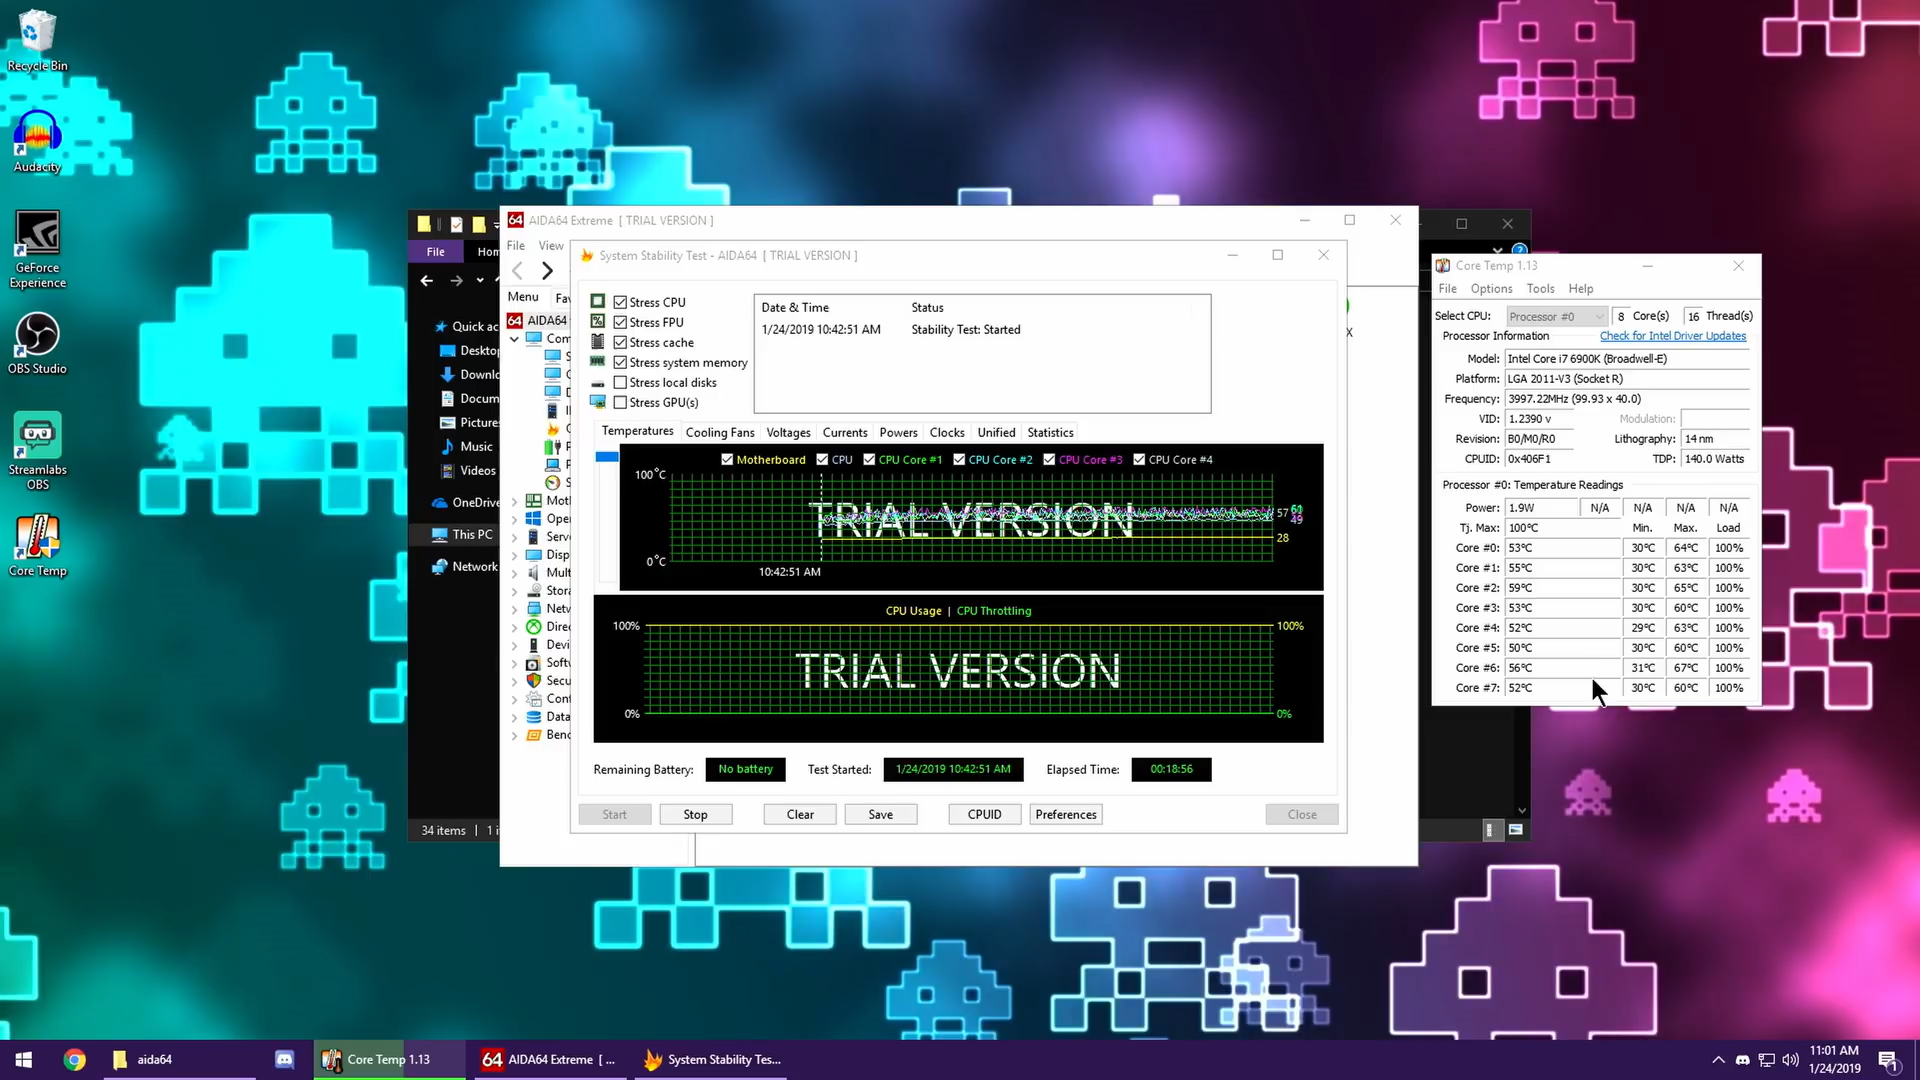 Recycle Bin
Audacity
GeForce
Experience
OBS Studio
Streamlabs
OBS
Core Temp
File
Quick ac
Desktop
Music
Videos
OneDrive
This PC
Network
34 items
64 AIDA64 Extreme [ TRIAL VERSION ]
File View
Menu
AIDA64
System Stability Test - AIDA64 [ TRIAL VERSION ]
Stress CPU
Stress FPU
Stress cache
Stress system memory
Stress local disks
Stress GPU(s)
Date & Time Status
1/24/2019 10:42:51 AM Stability Test: Started
Temperatures Cooling Fans Voltages Currents Powers Clocks Unified Statistics
Motherboard CPU CPU Core #1 CPU Core #2 CPU Core #3 CPU Core #4
100°C
TRIAL VERSION
57 61
49
28
0°C
10:42:51 AM
CPU Usage | CPU Throttling
100% 100%
TRIAL VERSION
0% 0%
Remaining Battery: No battery Test Started: 1/24/2019 10:42:51 AM Elapsed Time: 00:18:56
Start Stop Clear Save CPUID Preferences Close
Core Temp 1.13
File Options Tools Help
Select CPU: Processor #0 8 Core(s) 16 Thread(s)
Processor Information Check for Intel Driver Updates
Model: Intel Core i7 6900K (Broadwell-E)
Platform: LGA 2011-V3 (Socket R)
Frequency: 3997.22MHz (99.93 x 40.0)
VID: 1.2390 v Modulation:
Revision: B0/M0/R0 Lithography: 14 nm
CPUID: 0x406F1 TDP: 140.0 Watts
Processor #0: Temperature Readings
Power: 1.9W N/A N/A N/A N/A
Tj. Max: 100°C Min. Max. Load
Core #0: 53°C 30°C 64°C 100%
Core #1: 55°C 30°C 63°C 100%
Core #2: 59°C 30°C 65°C 100%
Core #3: 53°C 30°C 60°C 100%
Core #4: 52°C 29°C 63°C 100%
Core #5: 50°C 30°C 60°C 100%
Core #6: 56°C 31°C 67°C 100%
Core #7: 52°C 30°C 60°C 100%
aida64
Core Temp 1.13
64 AIDA64 Extreme [ ...
System Stability Tes...
11:01 AM
1/24/2019